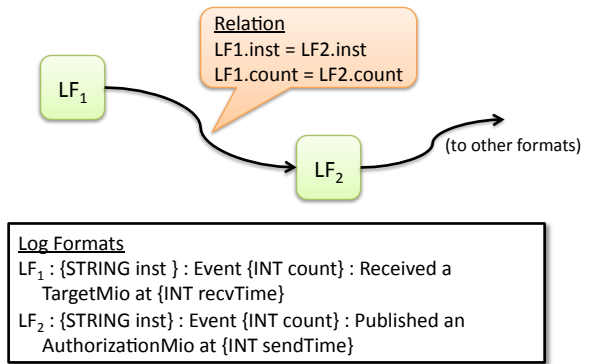 Relation
LF1.inst = LF2.inst
LF1.count = LF2.count
LF₁
(to other formats)
LF₂
Log Formats
LF₁ : {STRING inst } : Event {INT count} : Received a
TargetMio at {INT recvTime}
LF₂ : {STRING inst} : Event {INT count} : Published an
AuthorizationMio at {INT sendTime}